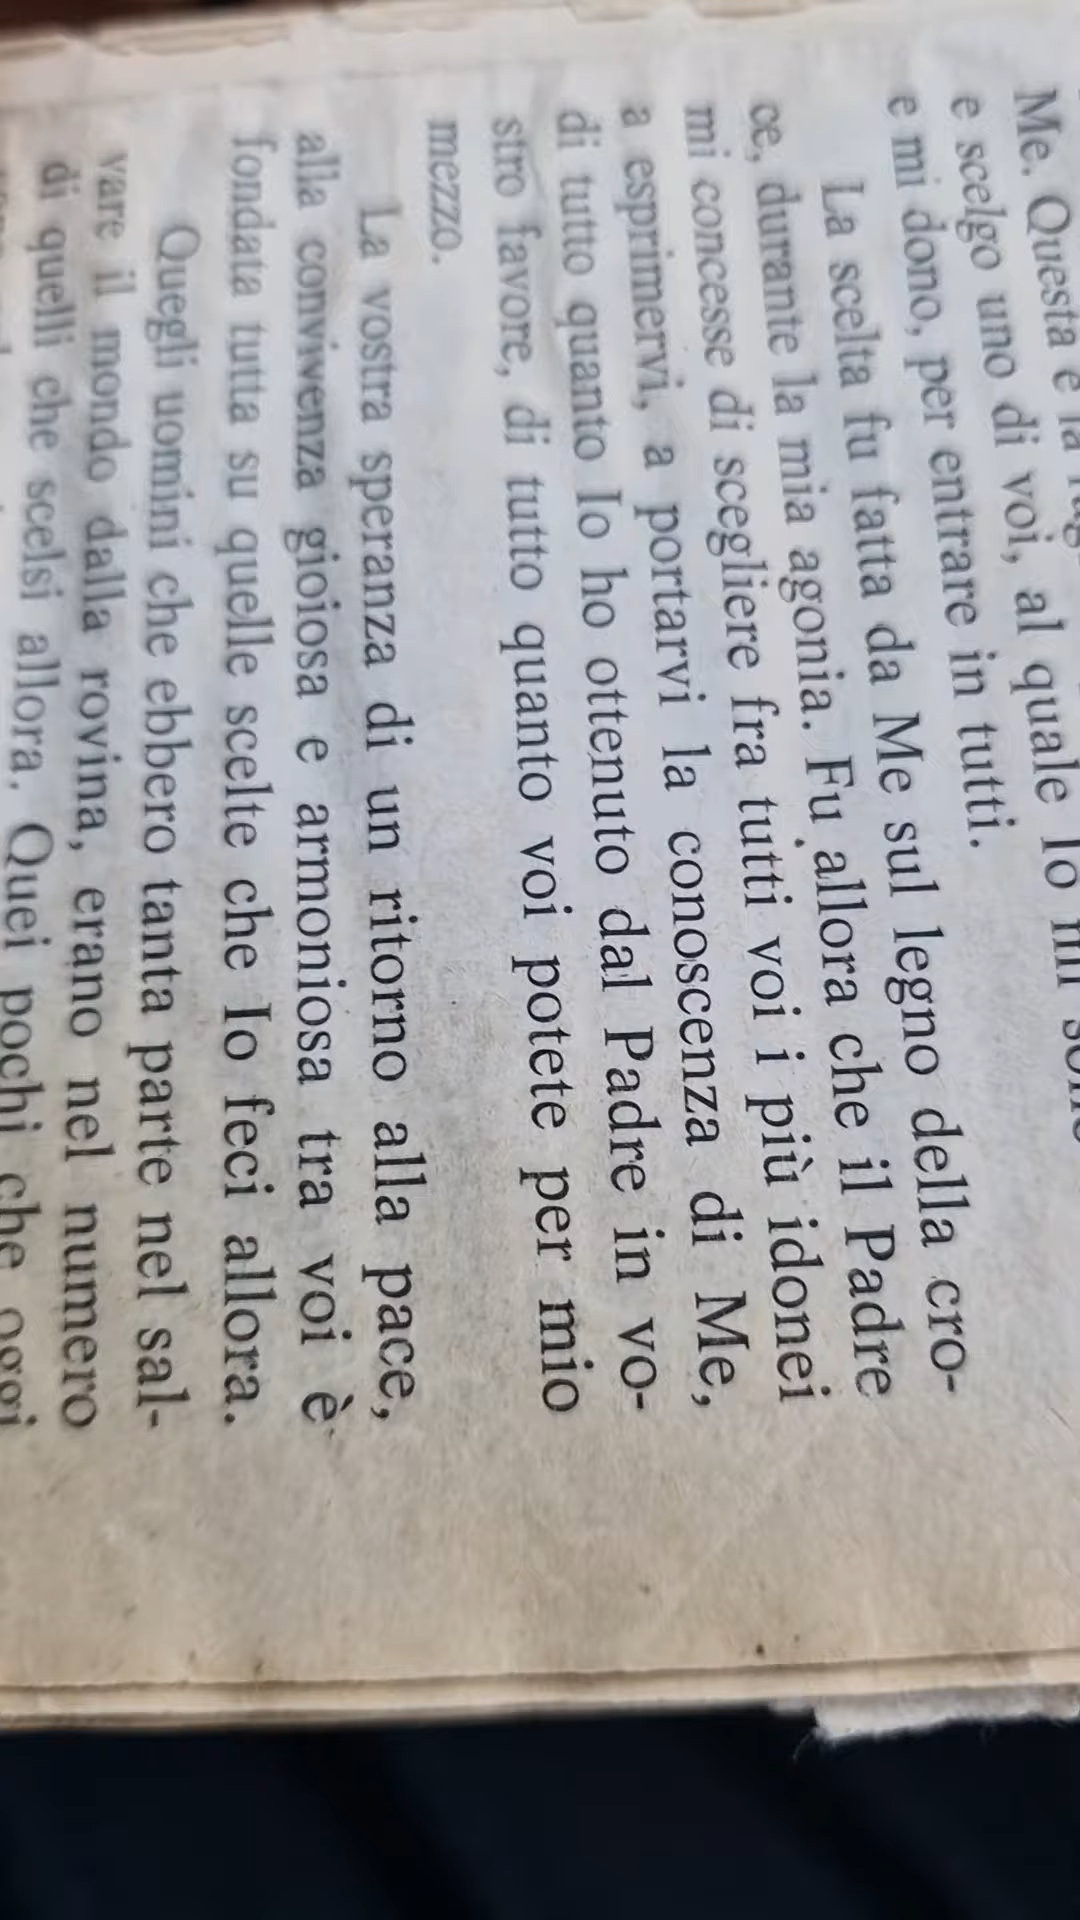 Me. Questa è la
e scelgo uno di voi, al quale Io mi
e mi dono, per entrare in tutti.
La scelta fu fatta da Me sul legno della cro-
ce, durante la mia agonia. Fu allora che il Padre
mi concesse di scegliere fra tutti voi i più idonei
a esprimervi, a portarvi la conoscenza di Me,
di tutto quanto Io ho ottenuto dal Padre in vo-
stro favore, di tutto quanto voi potete per mio
mezzo.
La vostra speranza di un ritorno alla pace,
alla convivenza gioiosa e armoniosa tra voi è
fondata tutta su quelle scelte che Io feci allora.
Quegli uomini che ebbero tanta parte nel sal-
vare il mondo dalla rovina, erano nel numero
di quelli che scelsi allora. Quei pochi che oggi